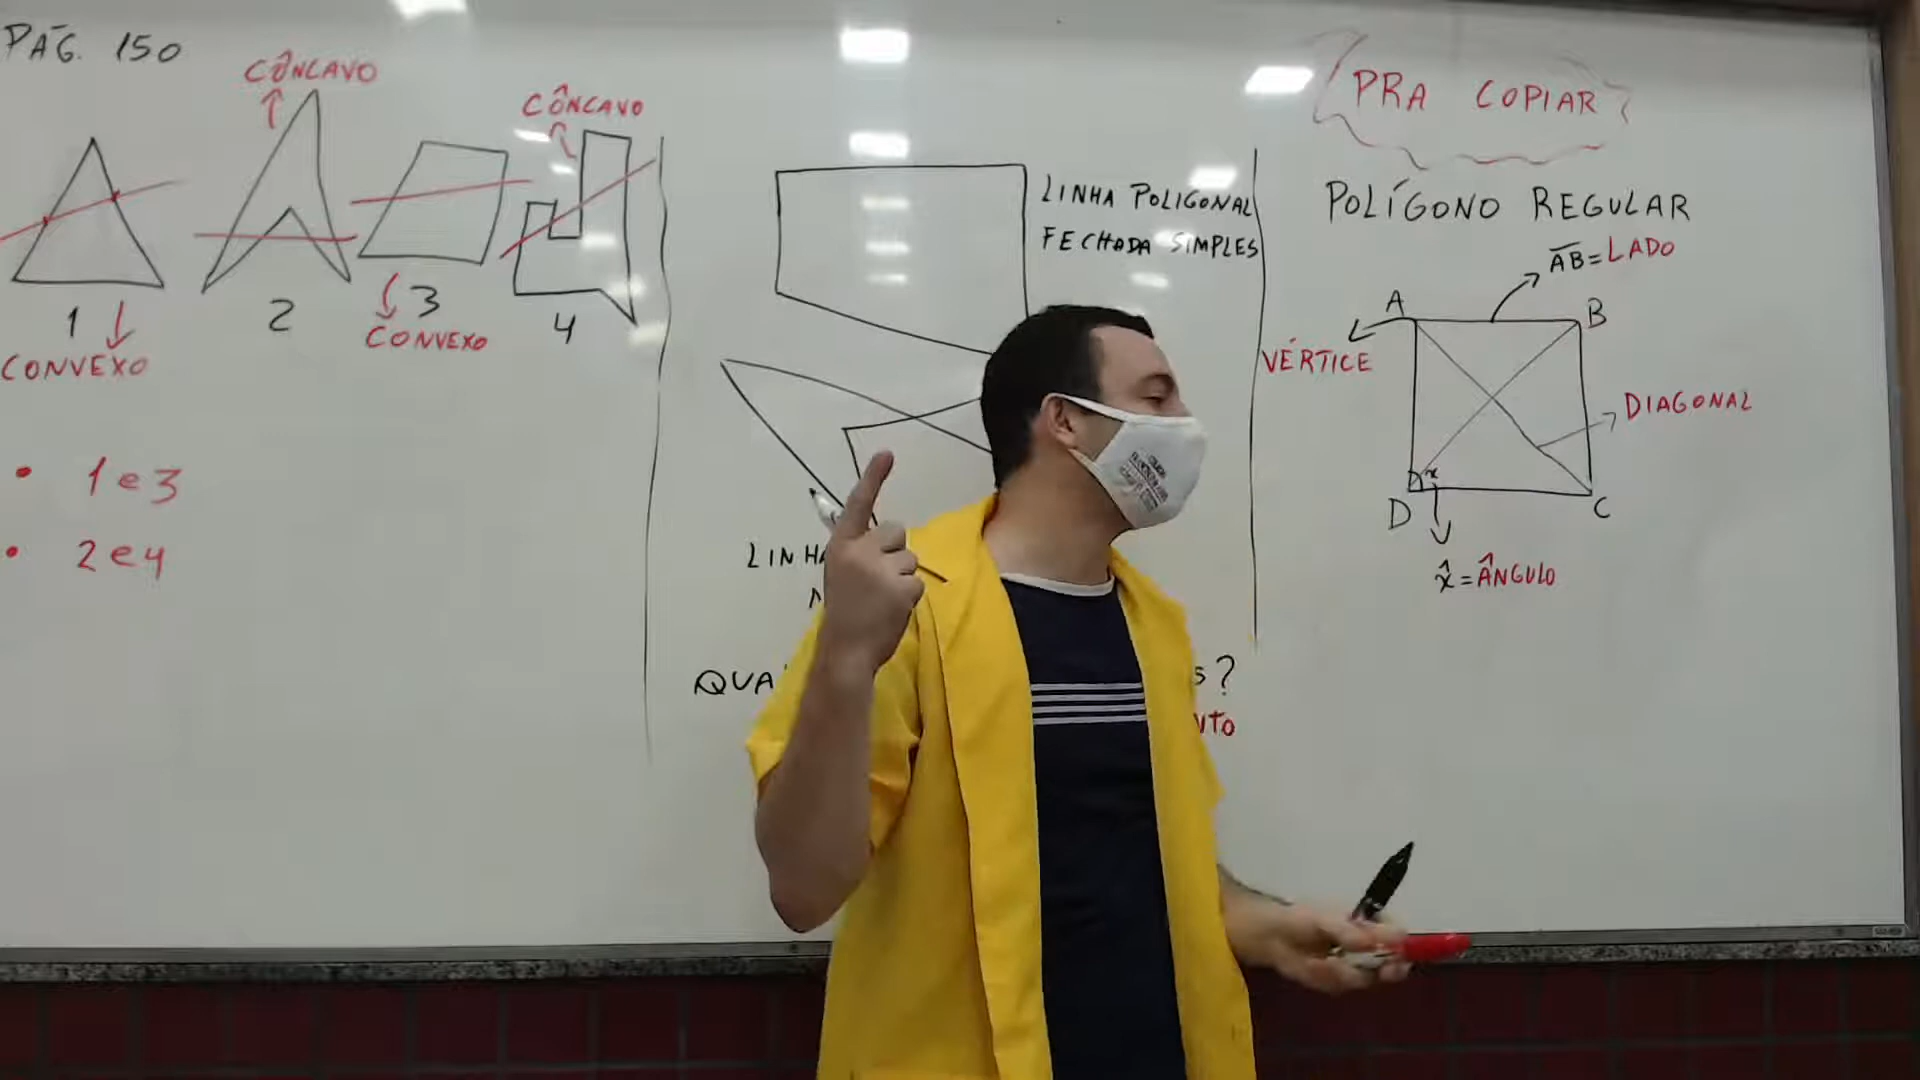 PÁG. 150
CÔNCAVO
CÔNCAVO
1
2
3
4
CONVEXO
CONVEXO
• 1 e 3
• 2 e 4
LINHA POLIGONAL
FECHADA SIMPLES
PRA COPIAR
POLÍGONO REGULAR
AB = LADO
A
B
VÉRTICE
DIAGONAL
x
D
C
x̂ = ÂNGULO